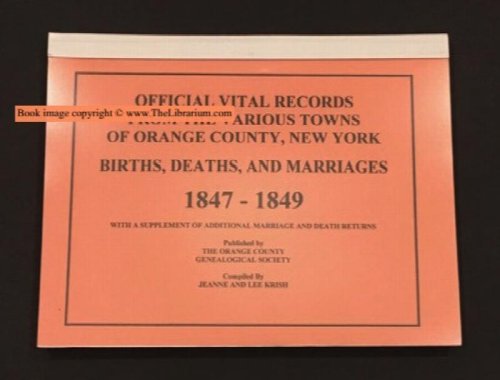 OFFICIAL VITAL RECORDS
Book image copyright © www.TheLibrarium.com
FROM THE VARIOUS TOWNS
OF ORANGE COUNTY, NEW YORK
BIRTHS, DEATHS, AND MARRIAGES
1847 - 1849
WITH A SUPPLEMENT OF ADDITIONAL MARRIAGE AND DEATH RETURNS
Published by
THE ORANGE COUNTY
GENEALOGICAL SOCIETY
Compiled By
JEANNE AND LEE KRISH